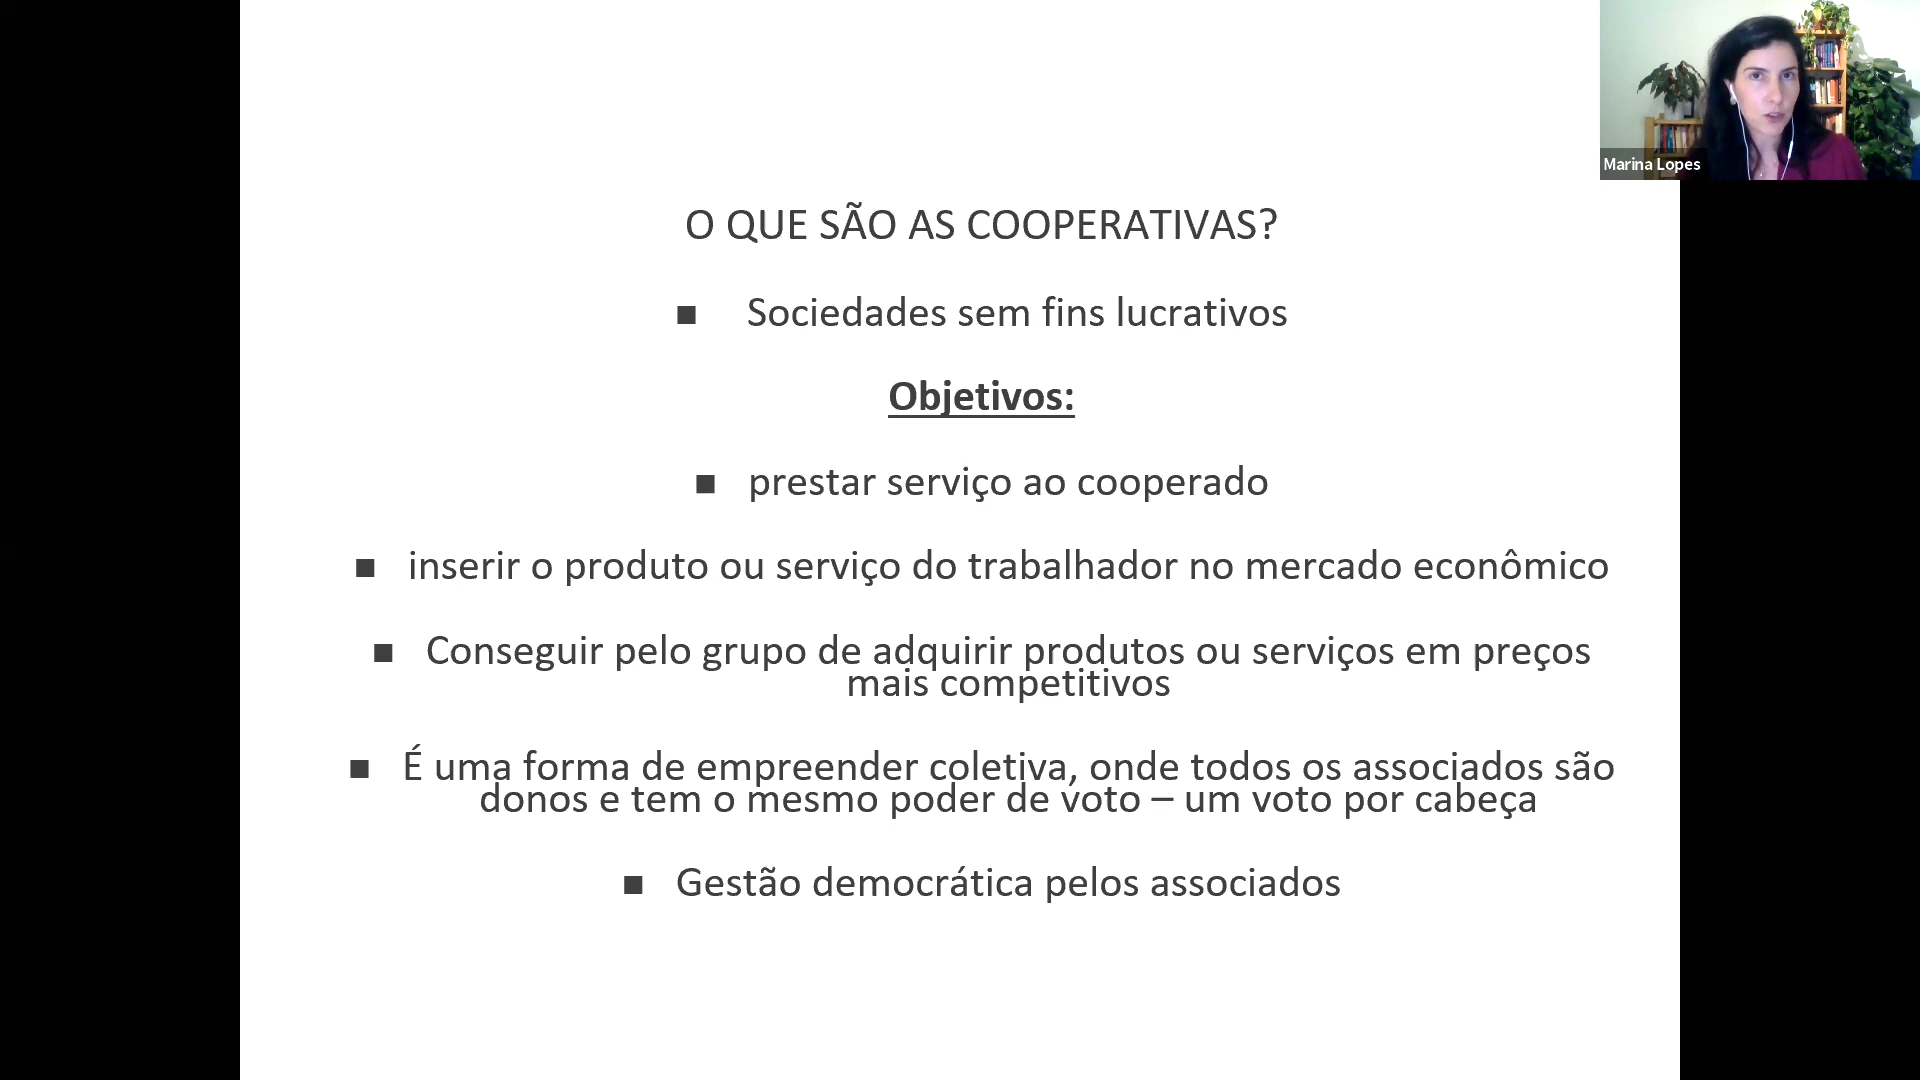 Marina Lopes
O QUE SÃO AS COOPERATIVAS?
■ Sociedades sem fins lucrativos
Objetivos:
■ prestar serviço ao cooperado
■ inserir o produto ou serviço do trabalhador no mercado econômico
■ Conseguir pelo grupo de adquirir produtos ou serviços em preços
mais competitivos
■ É uma forma de empreender coletiva, onde todos os associados são
donos e tem o mesmo poder de voto – um voto por cabeça
■ Gestão democrática pelos associados